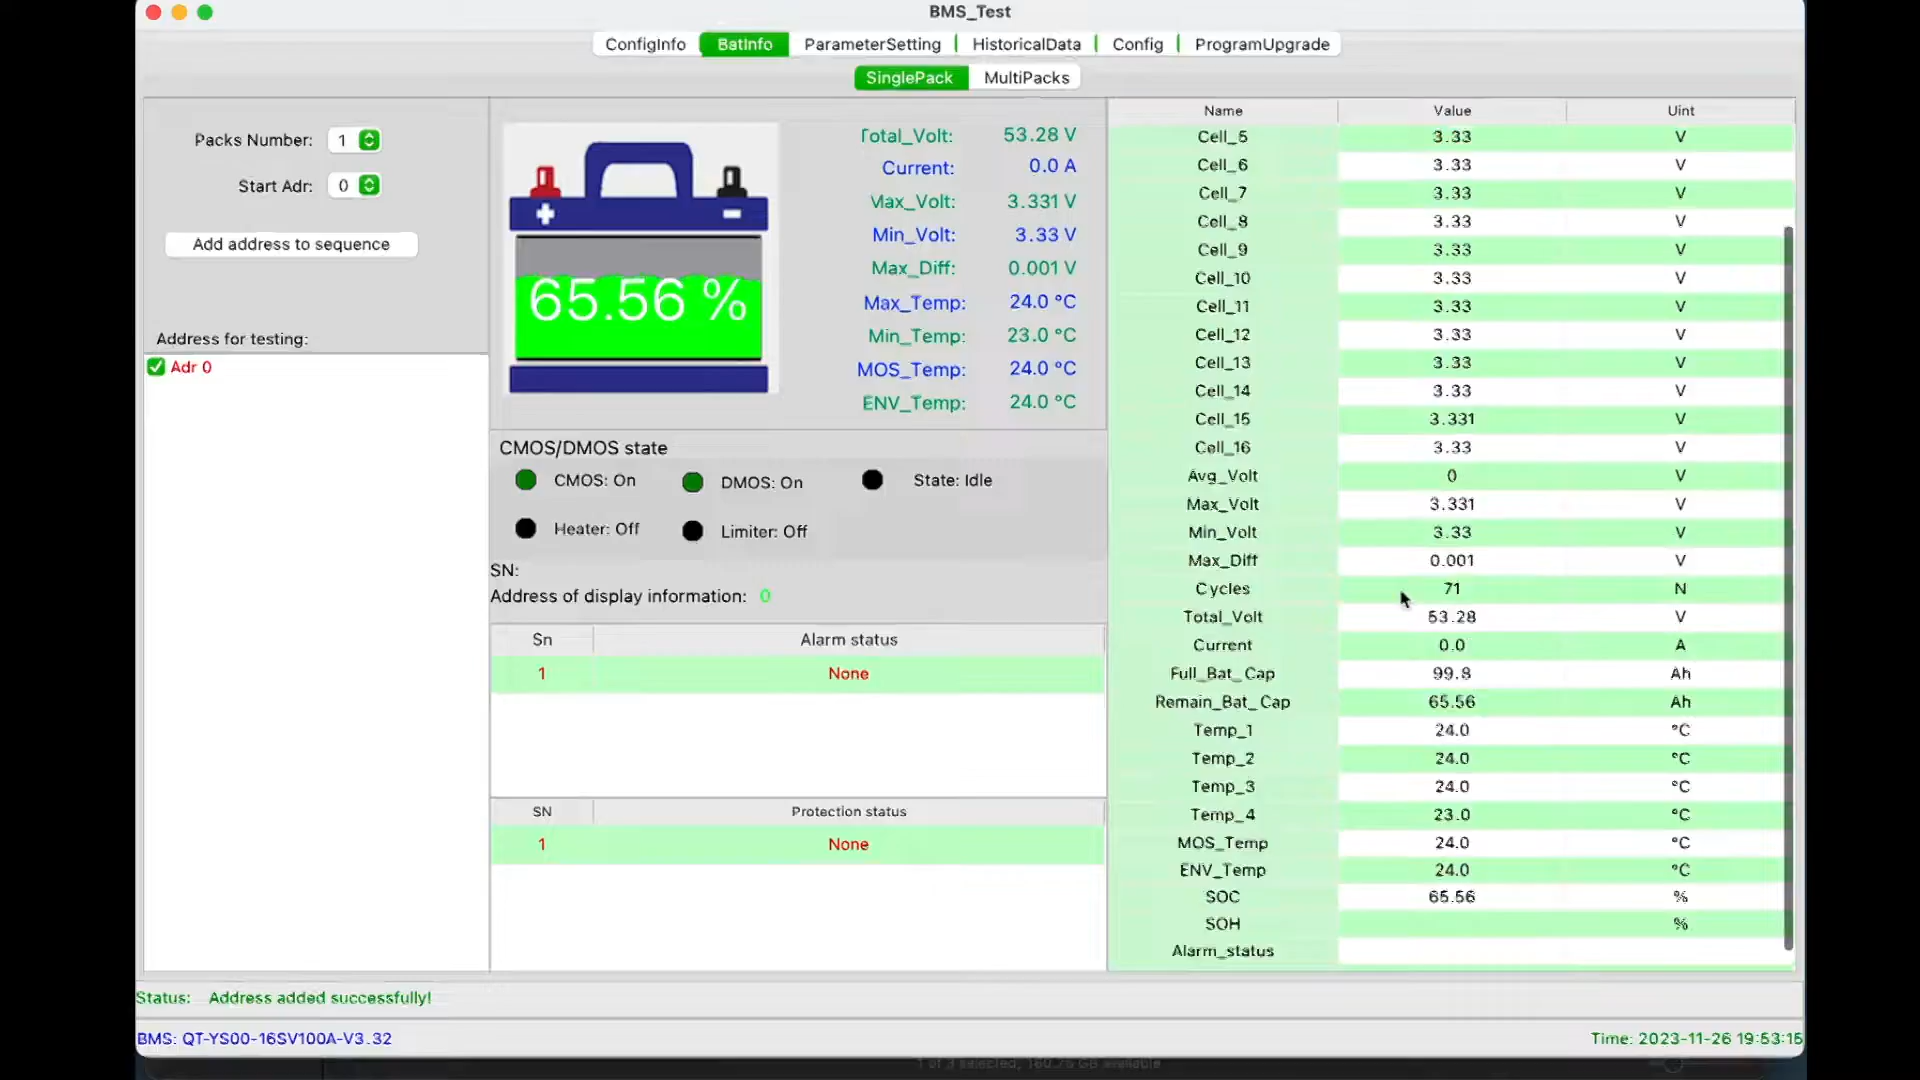 BMS_Test
ConfigInfo BatInfo ParameterSetting HistoricalData Config ProgramUpgrade
SinglePack MultiPacks
Packs Number: 1
Start Adr: 0
Add address to sequence
Address for testing:
Adr 0
65.56 %
Total_Volt: 53.28 V
Current: 0.0 A
Max_Volt: 3.331 V
Min_Volt: 3.33 V
Max_Diff: 0.001 V
Max_Temp: 24.0 °C
Min_Temp: 23.0 °C
MOS_Temp: 24.0 °C
ENV_Temp: 24.0 °C
CMOS/DMOS state
CMOS: On DMOS: On State: Idle
Heater: Off Limiter: Off
SN:
Address of display information: 0
Sn Alarm status
1 None
SN Protection status
1 None
Name Value Uint
Cell_5 3.33 V
Cell_6 3.33 V
Cell_7 3.33 V
Cell_8 3.33 V
Cell_9 3.33 V
Cell_10 3.33 V
Cell_11 3.33 V
Cell_12 3.33 V
Cell_13 3.33 V
Cell_14 3.33 V
Cell_15 3.331 V
Cell_16 3.33 V
Avg_Volt 0 V
Max_Volt 3.331 V
Min_Volt 3.33 V
Max_Diff 0.001 V
Cycles 71 N
Total_Volt 53.28 V
Current 0.0 A
Full_Bat_Cap 99.8 Ah
Remain_Bat_Cap 65.56 Ah
Temp_1 24.0 °C
Temp_2 24.0 °C
Temp_3 24.0 °C
Temp_4 23.0 °C
MOS_Temp 24.0 °C
ENV_Temp 24.0 °C
SOC 65.56 %
SOH %
Alarm_status
Status: Address added successfully!
BMS: QT-YS00-16SV100A-V3.32
Time: 2023-11-26 19:53:15
1 of 3 selected, 160.75 GB available